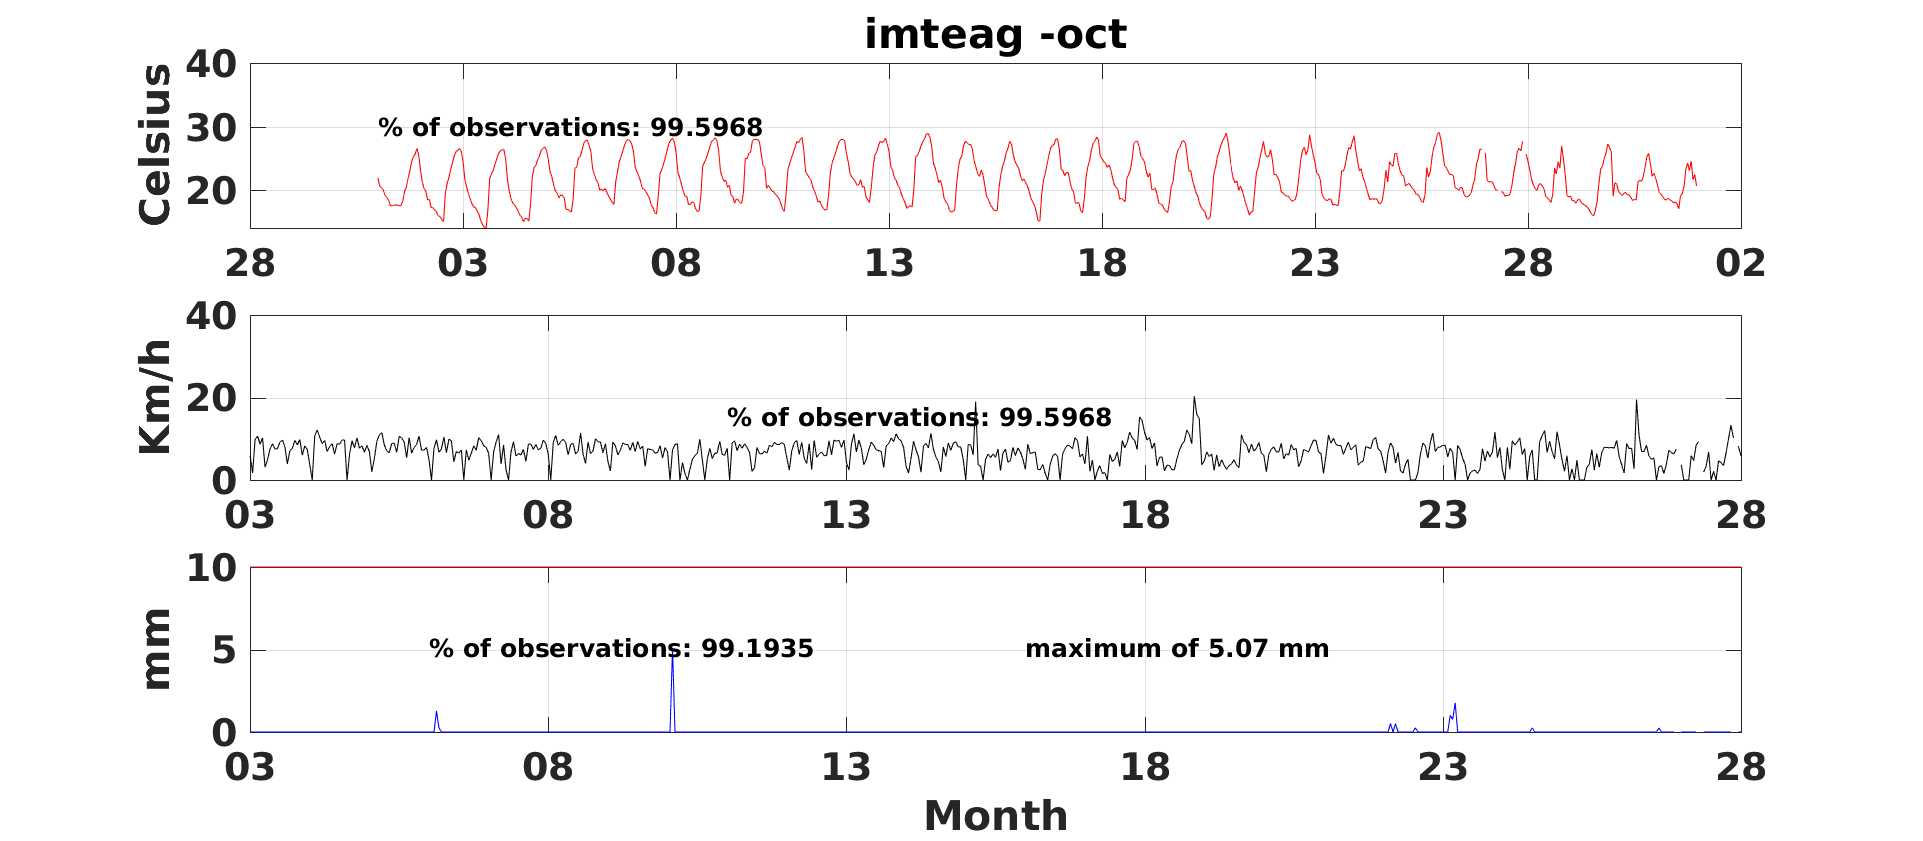 imteag -oct
Celsius
40
30
20
% of observations: 99.5968
28 03 08 13 18 23 28 02
Km/h
40
20
0
% of observations: 99.5968
03 08 13 18 23 28
mm
10
5
0
% of observations: 99.1935 maximum of 5.07 mm
03 08 13 18 23 28
Month